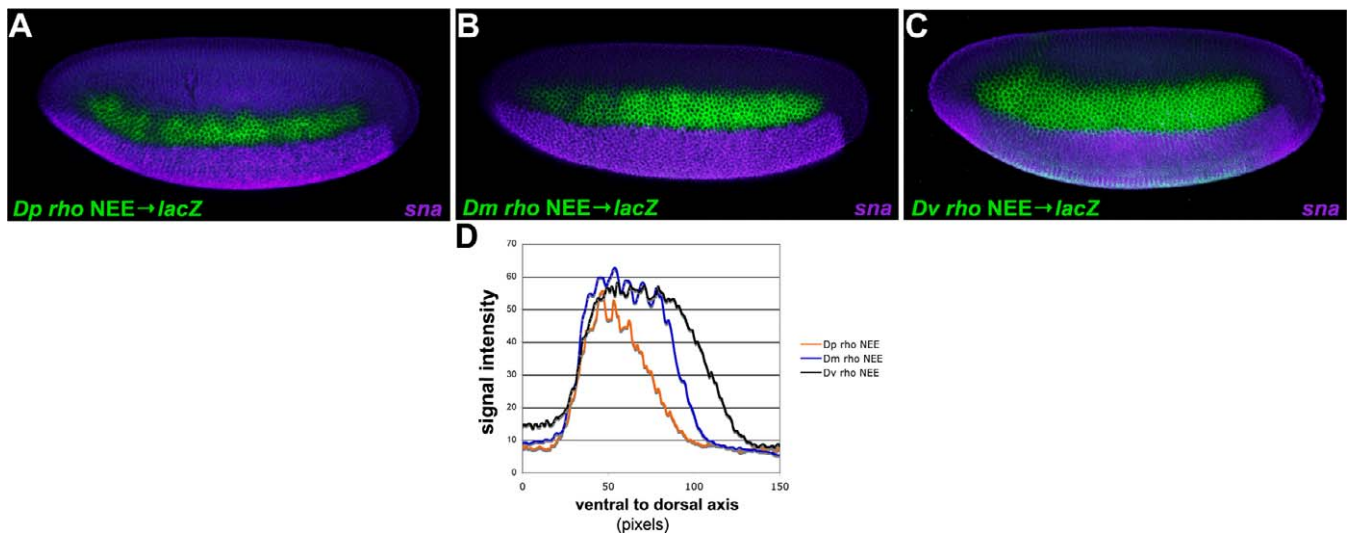 A
Dp rho NEE→lacZ
sna
B
Dm rho NEE→lacZ
sna
C
Dv rho NEE→lacZ
sna
D
70
60
50
40
30
20
10
0
signal intensity
0
50
100
150
ventral to dorsal axis
(pixels)
Dp rho NEE
Dm rho NEE
Dv rho NEE